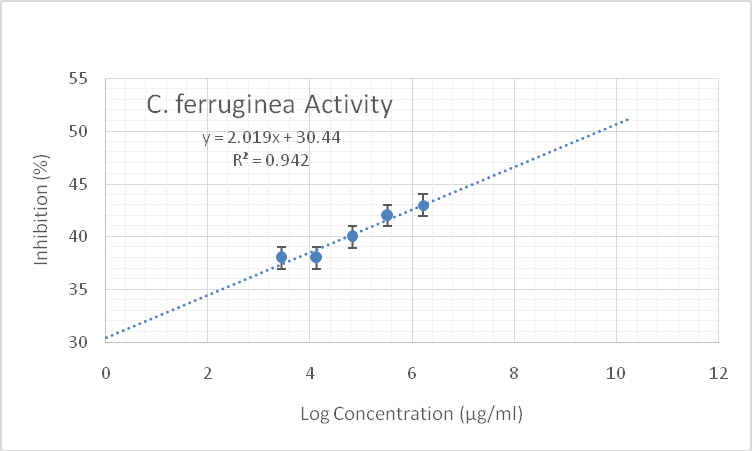 C. ferruginea Activity
y = 2.019x + 30.44
R² = 0.942
55
50
45
40
35
30
0 2 4 6 8 10 12
Inhibition (%)
Log Concentration (µg/ml)